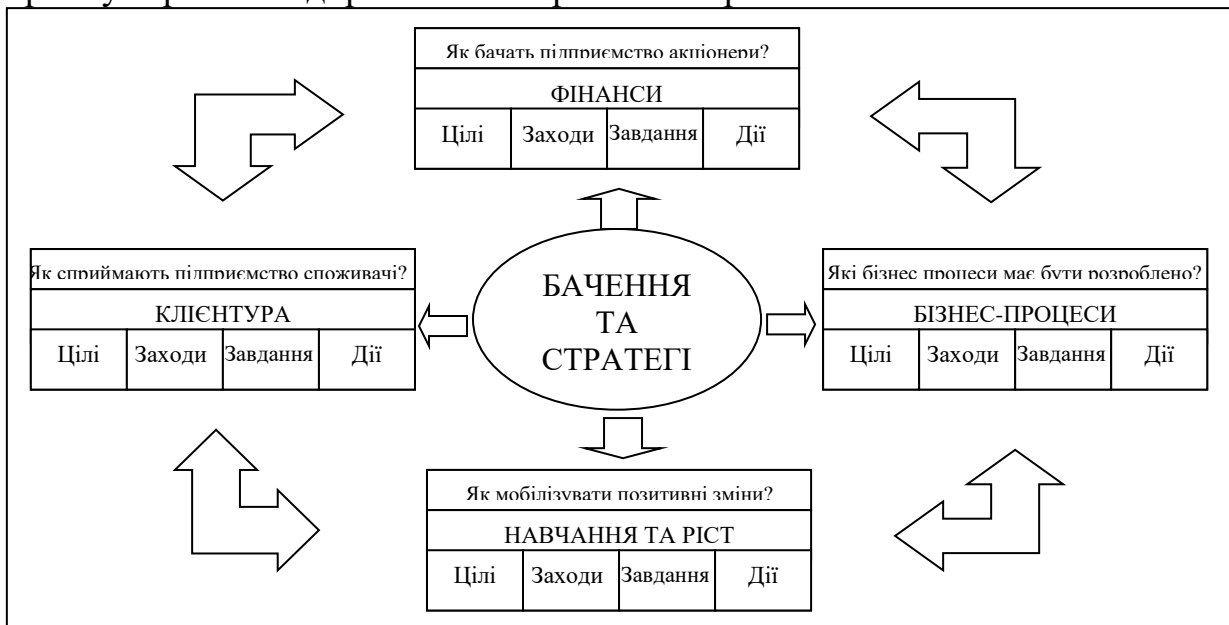 Як бачать підприємство акціонери?
ФІНАНСИ
Цілі Заходи Завдання Дії
Як сприймають підприємство споживачі?
КЛІЄНТУРА
Цілі Заходи Завдання Дії
БАЧЕННЯ
ТА
СТРАТЕГІ
Які бізнес процеси має бути розроблено?
БІЗНЕС-ПРОЦЕСИ
Цілі Заходи Завдання Дії
Як мобілізувати позитивні зміни?
НАВЧАННЯ ТА РІСТ
Цілі Заходи Завдання Дії